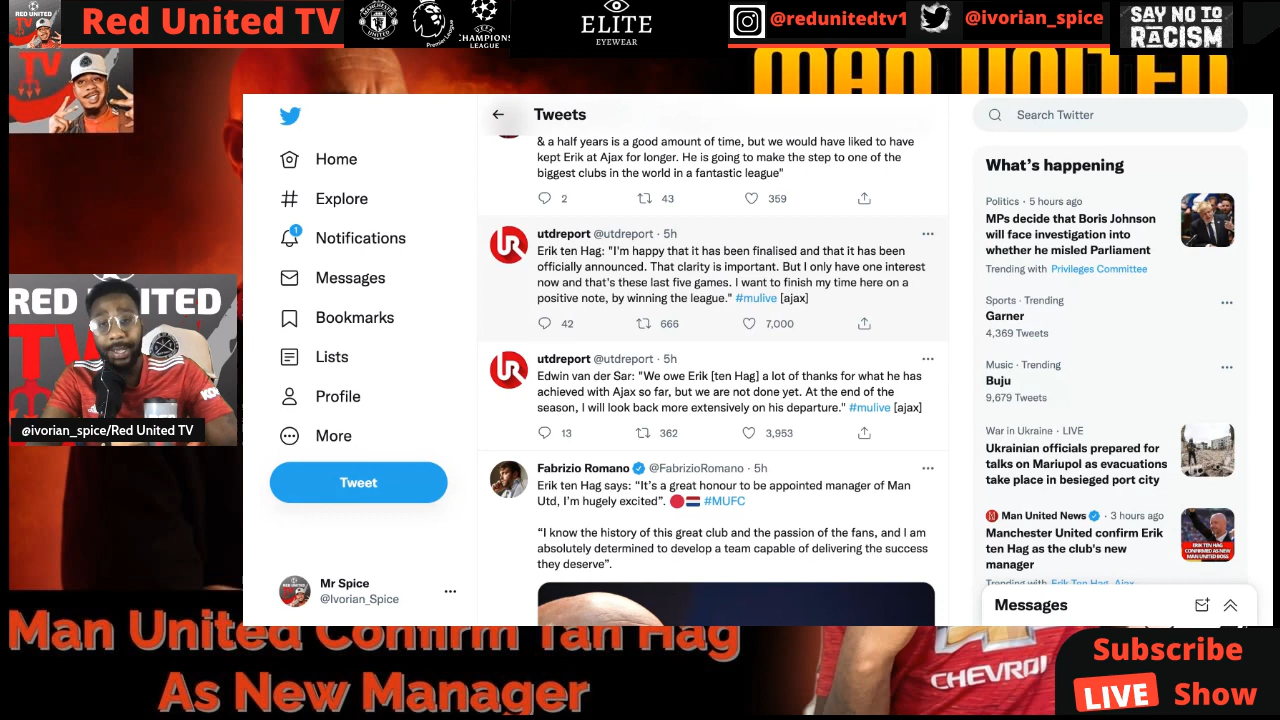 Red United TV
Premier League
CHAMPIONS
LEAGUE
ELITE
EYEWEAR
@redunitedtv1
@ivorian_spice
SAY NO TO
RACISM
MAN UNITED
TV
Tweets
Search Twitter
Home
Explore
1
Notifications
Messages
Bookmarks
Lists
Profile
More
Tweet
Mr Spice
@Ivorian_Spice
& a half years is a good amount of time, but we would have liked to have
kept Erik at Ajax for longer. He is going to make the step to one of the
biggest clubs in the world in a fantastic league"
2 43 359
utdreport @utdreport · 5h
Erik ten Hag: "I'm happy that it has been finalised and that it has been
officially announced. That clarity is important. But I only have one interest
now and that's these last five games. I want to finish my time here on a
positive note, by winning the league." #mulive [ajax]
42 666 7,000
utdreport @utdreport · 5h
Edwin van der Sar: "We owe Erik [ten Hag] a lot of thanks for what he has
achieved with Ajax so far, but we are not done yet. At the end of the
season, I will look back more extensively on his departure." #mulive [ajax]
13 362 3,953
Fabrizio Romano @FabrizioRomano · 5h
Erik ten Hag says: “It’s a great honour to be appointed manager of Man
Utd, I’m hugely excited”. #MUFC
“I know the history of this great club and the passion of the fans, and I am
absolutely determined to develop a team capable of delivering the success
they deserve”.
What's happening
Politics · 5 hours ago
MPs decide that Boris Johnson
will face investigation into
whether he misled Parliament
Trending with Privileges Committee
Sports · Trending
Garner
4,369 Tweets
Music · Trending
Buju
9,679 Tweets
War in Ukraine · LIVE
Ukrainian officials prepared for
talks on Mariupol as evacuations
take place in besieged port city
Man United News · 3 hours ago
Manchester United confirm Erik
ten Hag as the club's new
manager
Trending with Erik Ten Hag, Ajax
ERIK TEN HAG
CONFIRMED AS NEW
MAN UNITED BOSS
Messages
RED UNITED
TV
@ivorian_spice/Red United TV
Man United Confirm Tan Hag
As New Manager
CHEVROL
Subscribe
LIVE Show